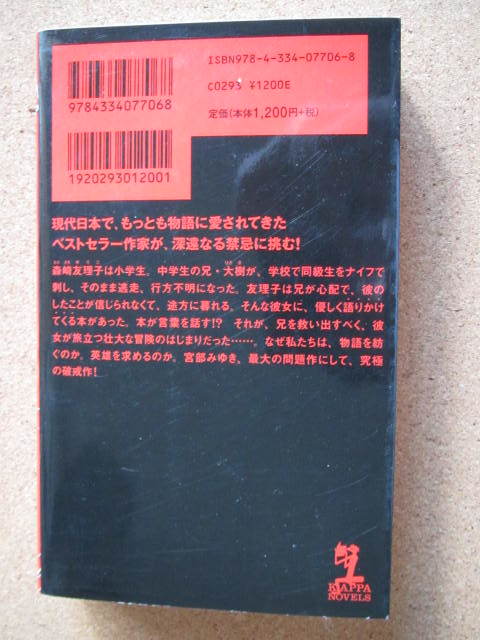 ISBN978-4-334-07706-8
C0293 ¥1200E
定価(本体1,200円+税)
9784334077068
1920293012001
現代日本で、もっとも物語に愛されてきた
ベストセラー作家が、深遠なる禁忌に挑む!
森崎友理子は小学生。中学生の兄・大樹が、学校で同級生をナイフで
刺し、そのまま逃走、行方不明になった。友理子は兄が心配で、彼の
したことが信じられなくて、途方に暮れる。そんな彼女に、優しく語りかけ
てくる本があった。本が言葉を話す!? それが、兄を救い出すべく、彼
女が旅立つ壮大な冒険のはじまりだった……。なぜ私たちは、物語を紡
ぐのか。英雄を求めるのか。宮部みゆき、最大の問題作にして、究極
の破戒作!
KAPPA
NOVELS